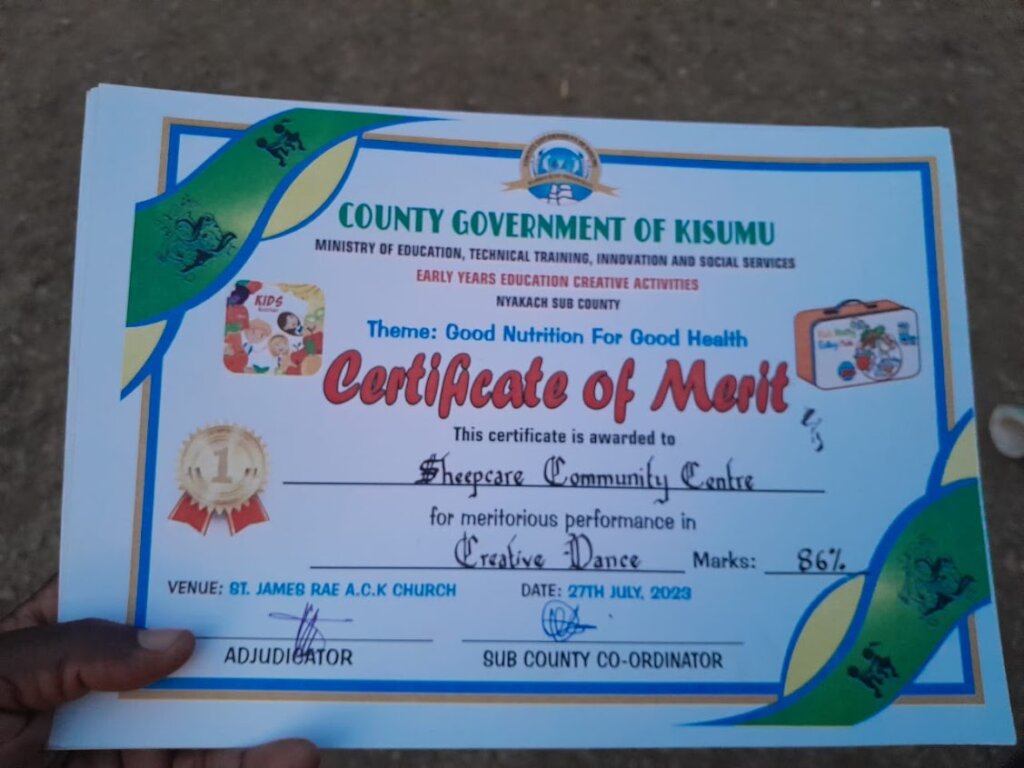 COUNTY GOVERNMENT OF KISUMU
MINISTRY OF EDUCATION, TECHNICAL TRAINING, INNOVATION AND SOCIAL SERVICES
EARLY YEARS EDUCATION CREATIVE ACTIVITIES
NYAKACH SUB COUNTY
KIDS
Theme: Good Nutrition For Good Health
Certificate of Merit
This certificate is awarded to
1
Sheepcare Community Centre
for meritorious performance in
Creative Dance Marks: 86%
VENUE: ST. JAMES RAE A.C.K CHURCH DATE: 27TH JULY, 2023
ADJUDICATOR SUB COUNTY CO-ORDINATOR